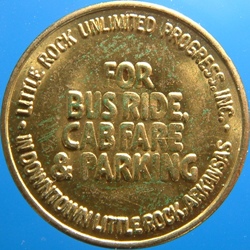 · LITTLE ROCK UNLIMITED PROGRESS, INC. ·
FOR
BUS RIDE,
CAB FARE
& PARKING
IN DOWNTOWN LITTLE ROCK, ARKANSAS